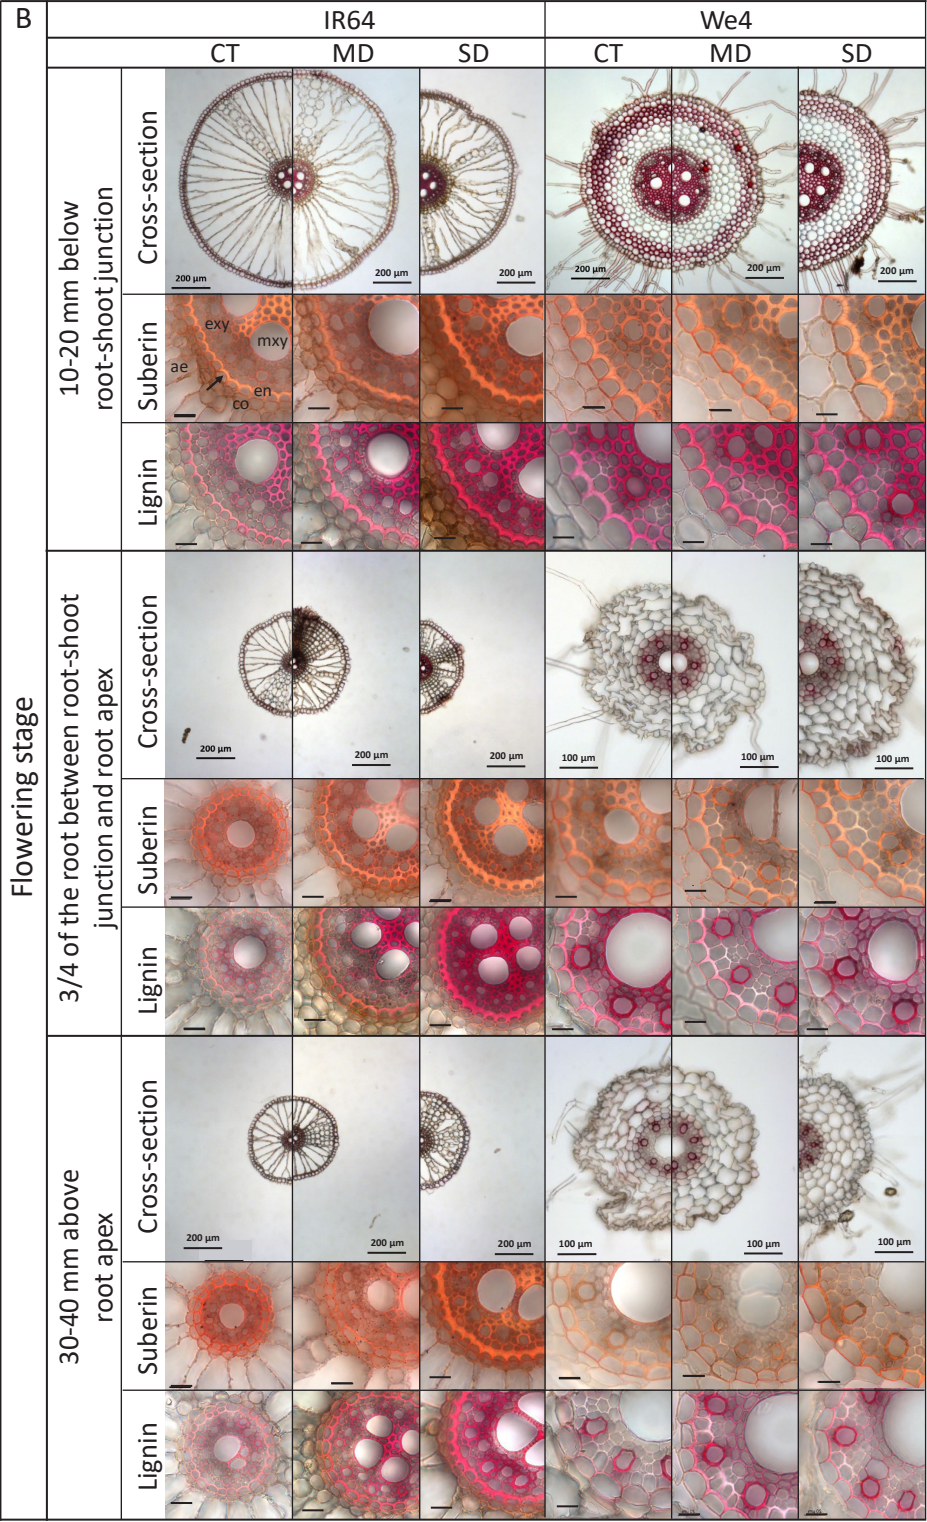 B
IR64
We4
CT
MD
SD
CT
MD
SD
Flowering stage
10-20 mm below
root-shoot junction
Cross-section
200 µm
200 µm
200 µm
200 µm
200 µm
200 µm
Suberin
exy
mxy
ae
en
co
Lignin
3/4 of the root between root-shoot
junction and root apex
Cross-section
200 µm
200 µm
200 µm
100 µm
100 µm
100 µm
Suberin
Lignin
30-40 mm above
root apex
Cross-section
200 µm
200 µm
200 µm
100 µm
100 µm
100 µm
Suberin
Lignin